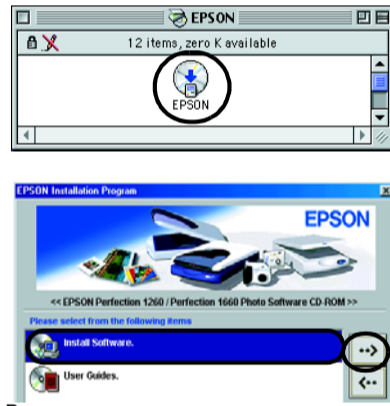 EPSON
12 items, zero K available
EPSON
EPSON Installation Program
EPSON
<< EPSON Perfection 1260 / Perfection 1660 Photo Software CD-ROM >>
Please select from the following items
Install Software.
-->
User Guides.
<--